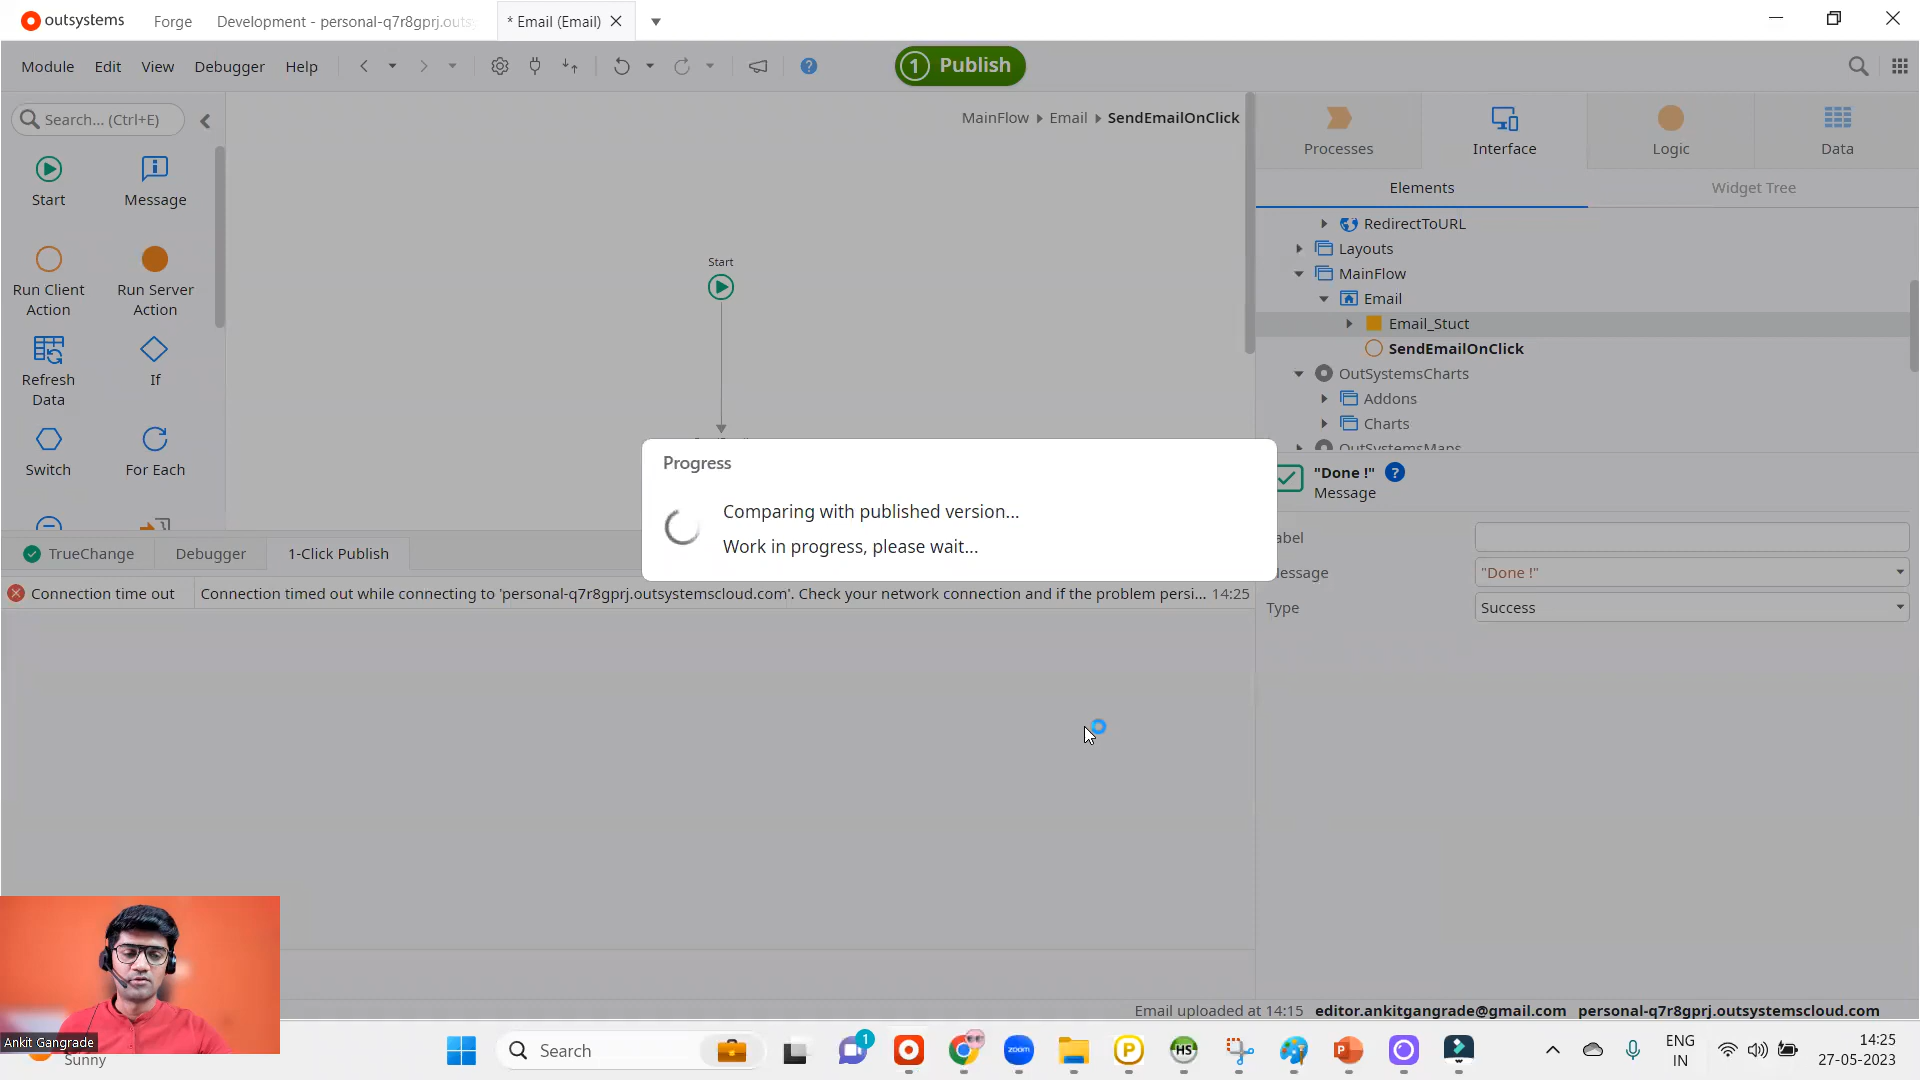 outsystems
Forge
Development - personal-q7r8gprj.outs
* Email (Email)
Module
Edit
View
Debugger
Help
1 Publish
Search... (Ctrl+E)
Start
Message
Run Client
Action
Run Server
Action
Refresh
Data
If
Switch
For Each
MainFlow
Email
SendEmailOnClick
Start
Processes
Interface
Logic
Data
Elements
Widget Tree
RedirectToURL
Layouts
MainFlow
Email
Email_Stuct
SendEmailOnClick
OutSystemsCharts
Addons
Charts
OutSystemsMaps
Progress
Comparing with published version...
Work in progress, please wait...
"Done !"
Message
abel
essage
"Done !"
Type
Success
TrueChange
Debugger
1-Click Publish
Connection time out
Connection timed out while connecting to 'personal-q7r8gprj.outsystemscloud.com'. Check your network connection and if the problem persi...
14:25
Email uploaded at 14:15
editor.ankitgangrade@gmail.com
personal-q7r8gprj.outsystemscloud.com
Ankit Gangrade
Sunny
Search
1
zoom
P
HS
P
ENG
IN
14:25
27-05-2023